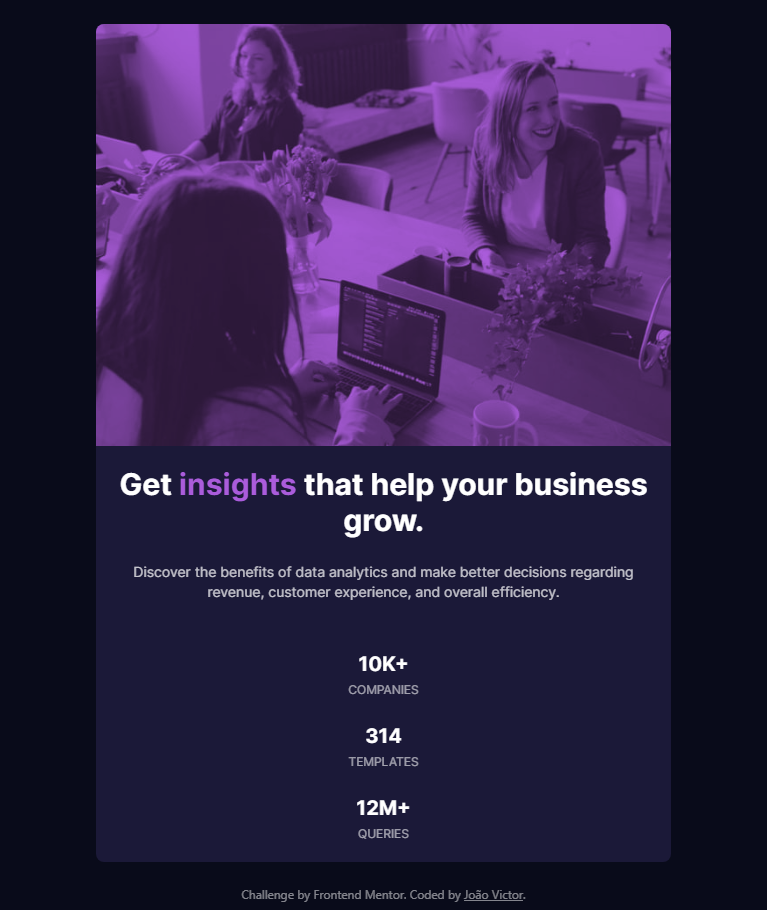 Get insights that help your business
grow.
Discover the benefits of data analytics and make better decisions regarding
revenue, customer experience, and overall efficiency.
10K+
COMPANIES
314
TEMPLATES
12M+
QUERIES
Challenge by Frontend Mentor. Coded by João Victor.